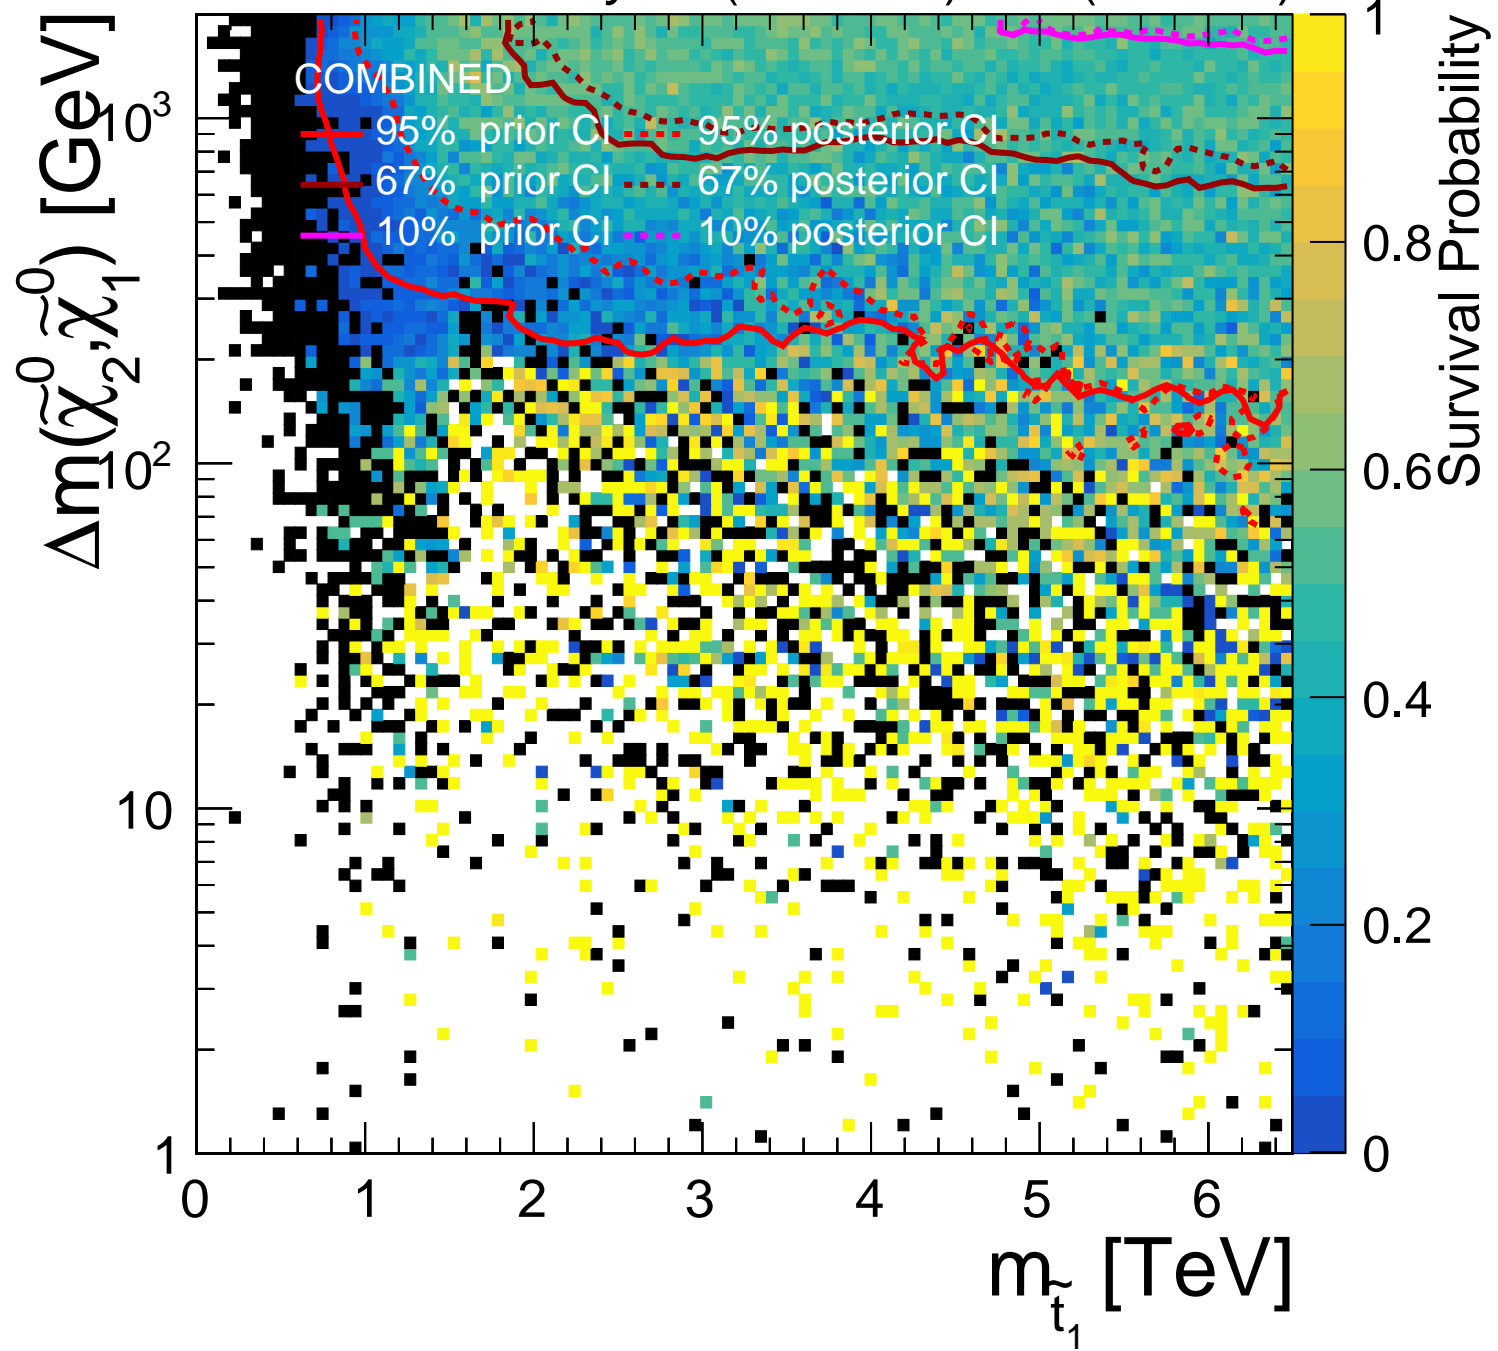 COMBINED
95% prior CI 95% posterior CI
67% prior CI 67% posterior CI
10% prior CI 10% posterior CI
Δm(χ̃⁰₂,χ̃⁰₁) [GeV]
10³
10²
10
1
0 1 2 3 4 5 6
m_t̃₁ [TeV]
1
0.8
0.6
0.4
0.2
0
Survival Probability